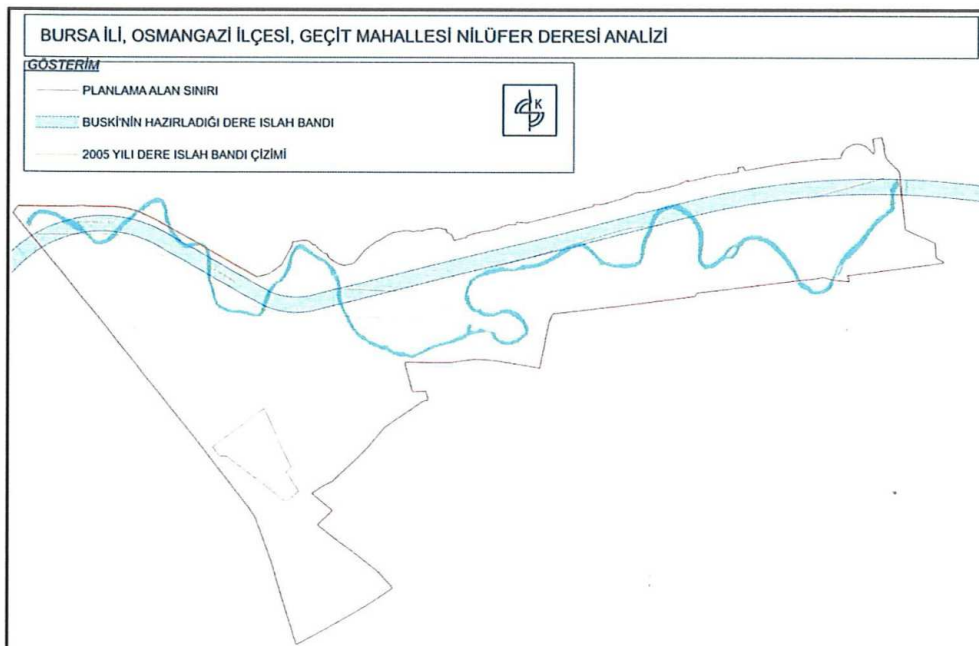 BURSA İLİ, OSMANGAZİ İLÇESİ, GEÇİT MAHALLESİ NİLÜFER DERESİ ANALİZİ
GÖSTERİM
PLANLAMA ALAN SINIRI
K
BUSKİ'NİN HAZIRLADIĞI DERE ISLAH BANDI
2005 YILI DERE ISLAH BANDI ÇİZİMİ